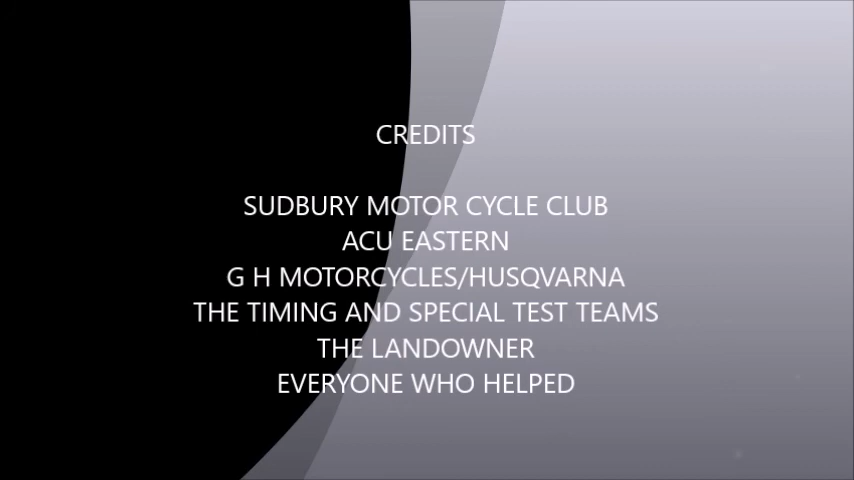 CREDITS
SUDBURY MOTOR CYCLE CLUB
ACU EASTERN
G H MOTORCYCLES/HUSQVARNA
THE TIMING AND SPECIAL TEST TEAMS
THE LANDOWNER
EVERYONE WHO HELPED